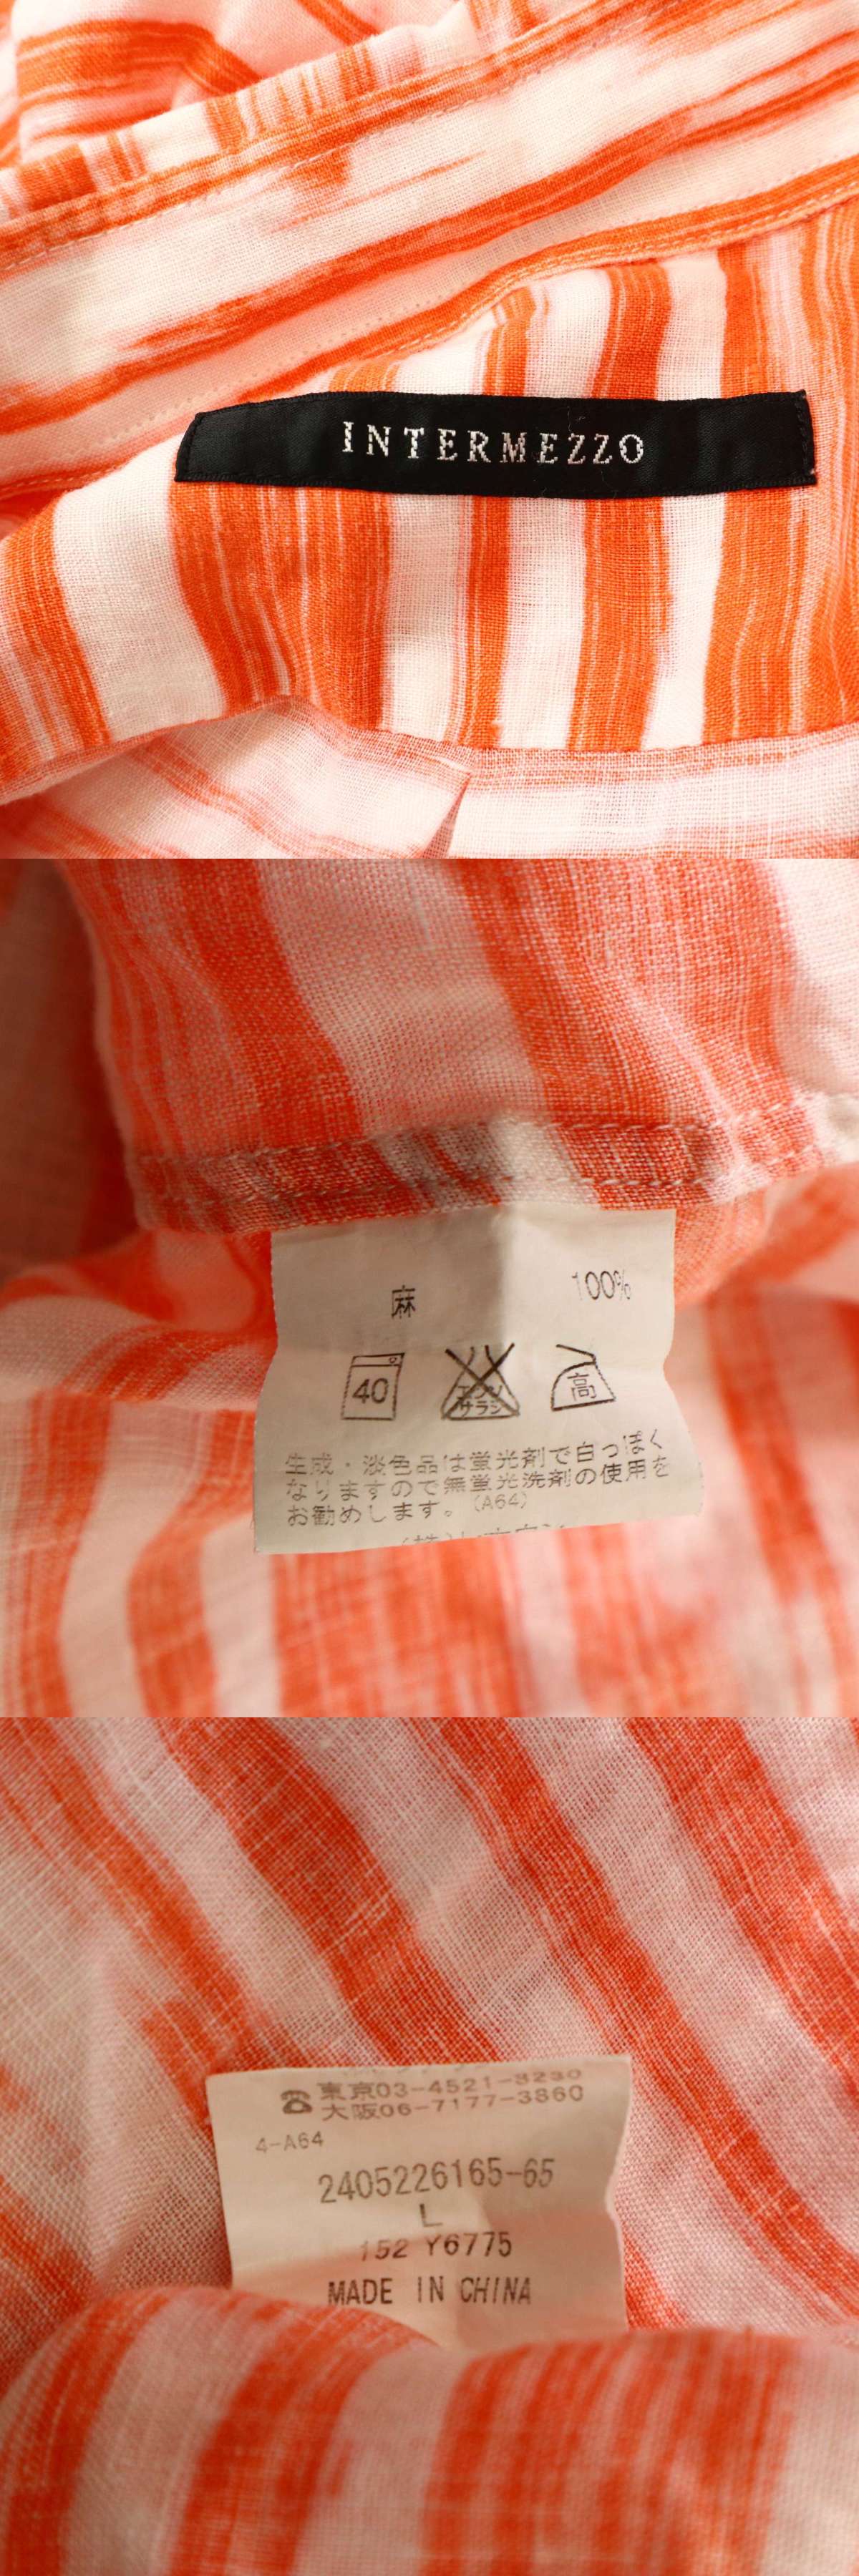 INTERMEZZO
麻 100%
40 エンソ サラシ 高
生成・淡色品は蛍光剤で白っぽく
なりますので無蛍光洗剤の使用を
お勧めします。(A64)
☎東京03-4521-3230
大阪06-7177-3860
4-A64
2405226165-65
L
152 Y6775
MADE IN CHINA